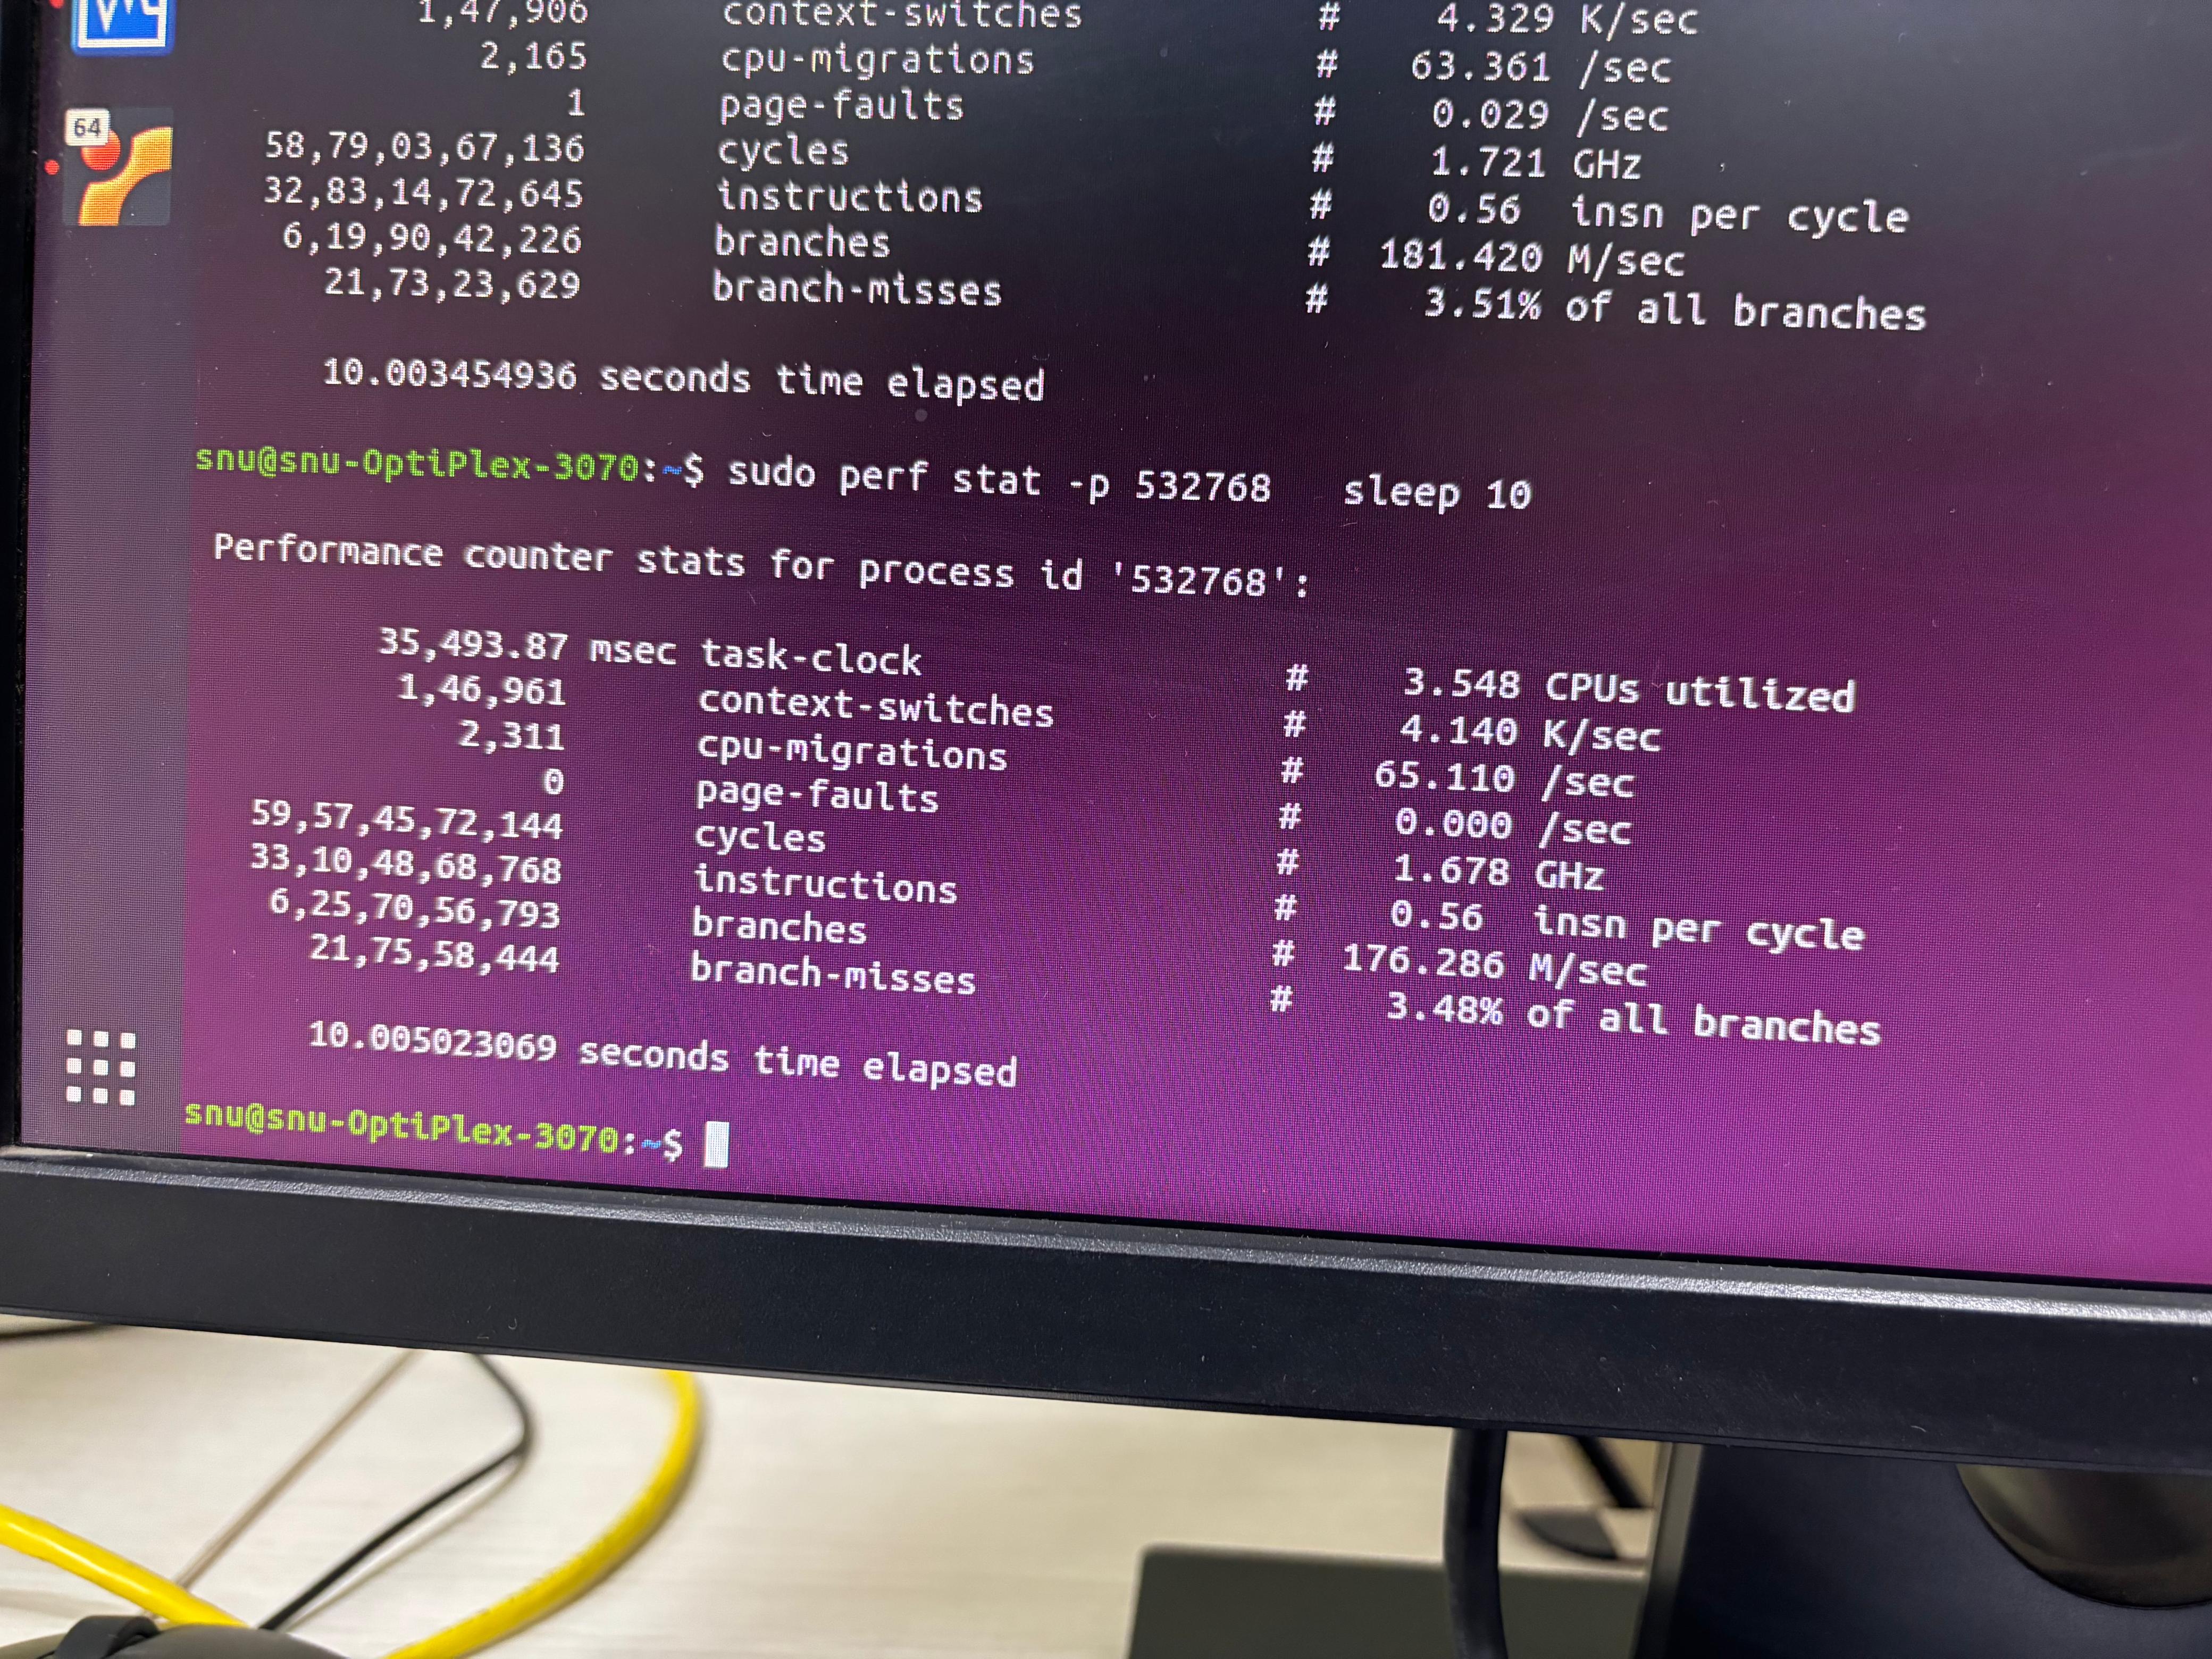 1,47,906 context-switches # 4.329 K/sec
2,165 cpu-migrations # 63.361 /sec
1 page-faults # 0.029 /sec
58,79,03,67,136 cycles # 1.721 GHz
32,83,14,72,645 instructions # 0.56 insn per cycle
6,19,90,42,226 branches # 181.420 M/sec
21,73,23,629 branch-misses # 3.51% of all branches
10.003454936 seconds time elapsed
snu@snu-OptiPlex-3070:~$ sudo perf stat -p 532768 sleep 10
Performance counter stats for process id '532768':
35,493.87 msec task-clock # 3.548 CPUs utilized
1,46,961 context-switches # 4.140 K/sec
2,311 cpu-migrations # 65.110 /sec
0 page-faults # 0.000 /sec
59,57,45,72,144 cycles # 1.678 GHz
33,10,48,68,768 instructions # 0.56 insn per cycle
6,25,70,56,793 branches # 176.286 M/sec
21,75,58,444 branch-misses # 3.48% of all branches
10.005023069 seconds time elapsed
snu@snu-OptiPlex-3070:~$
64